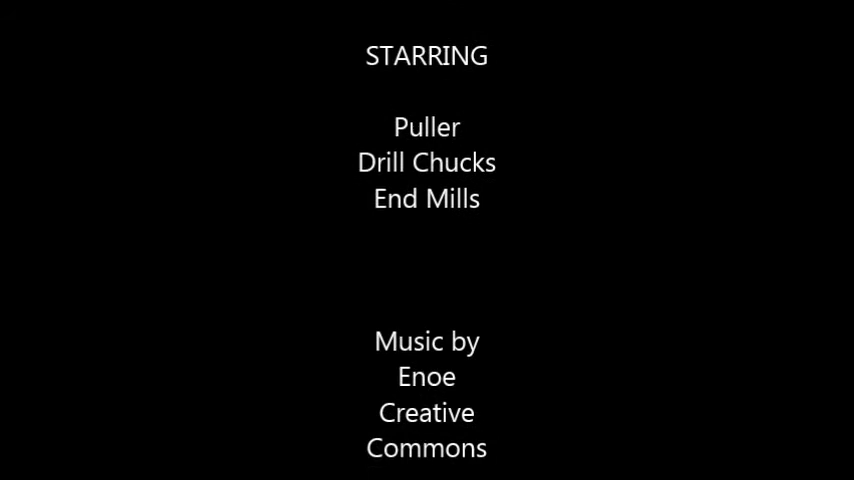 STARRING
Puller
Drill Chucks
End Mills
Music by
Enoe
Creative
Commons